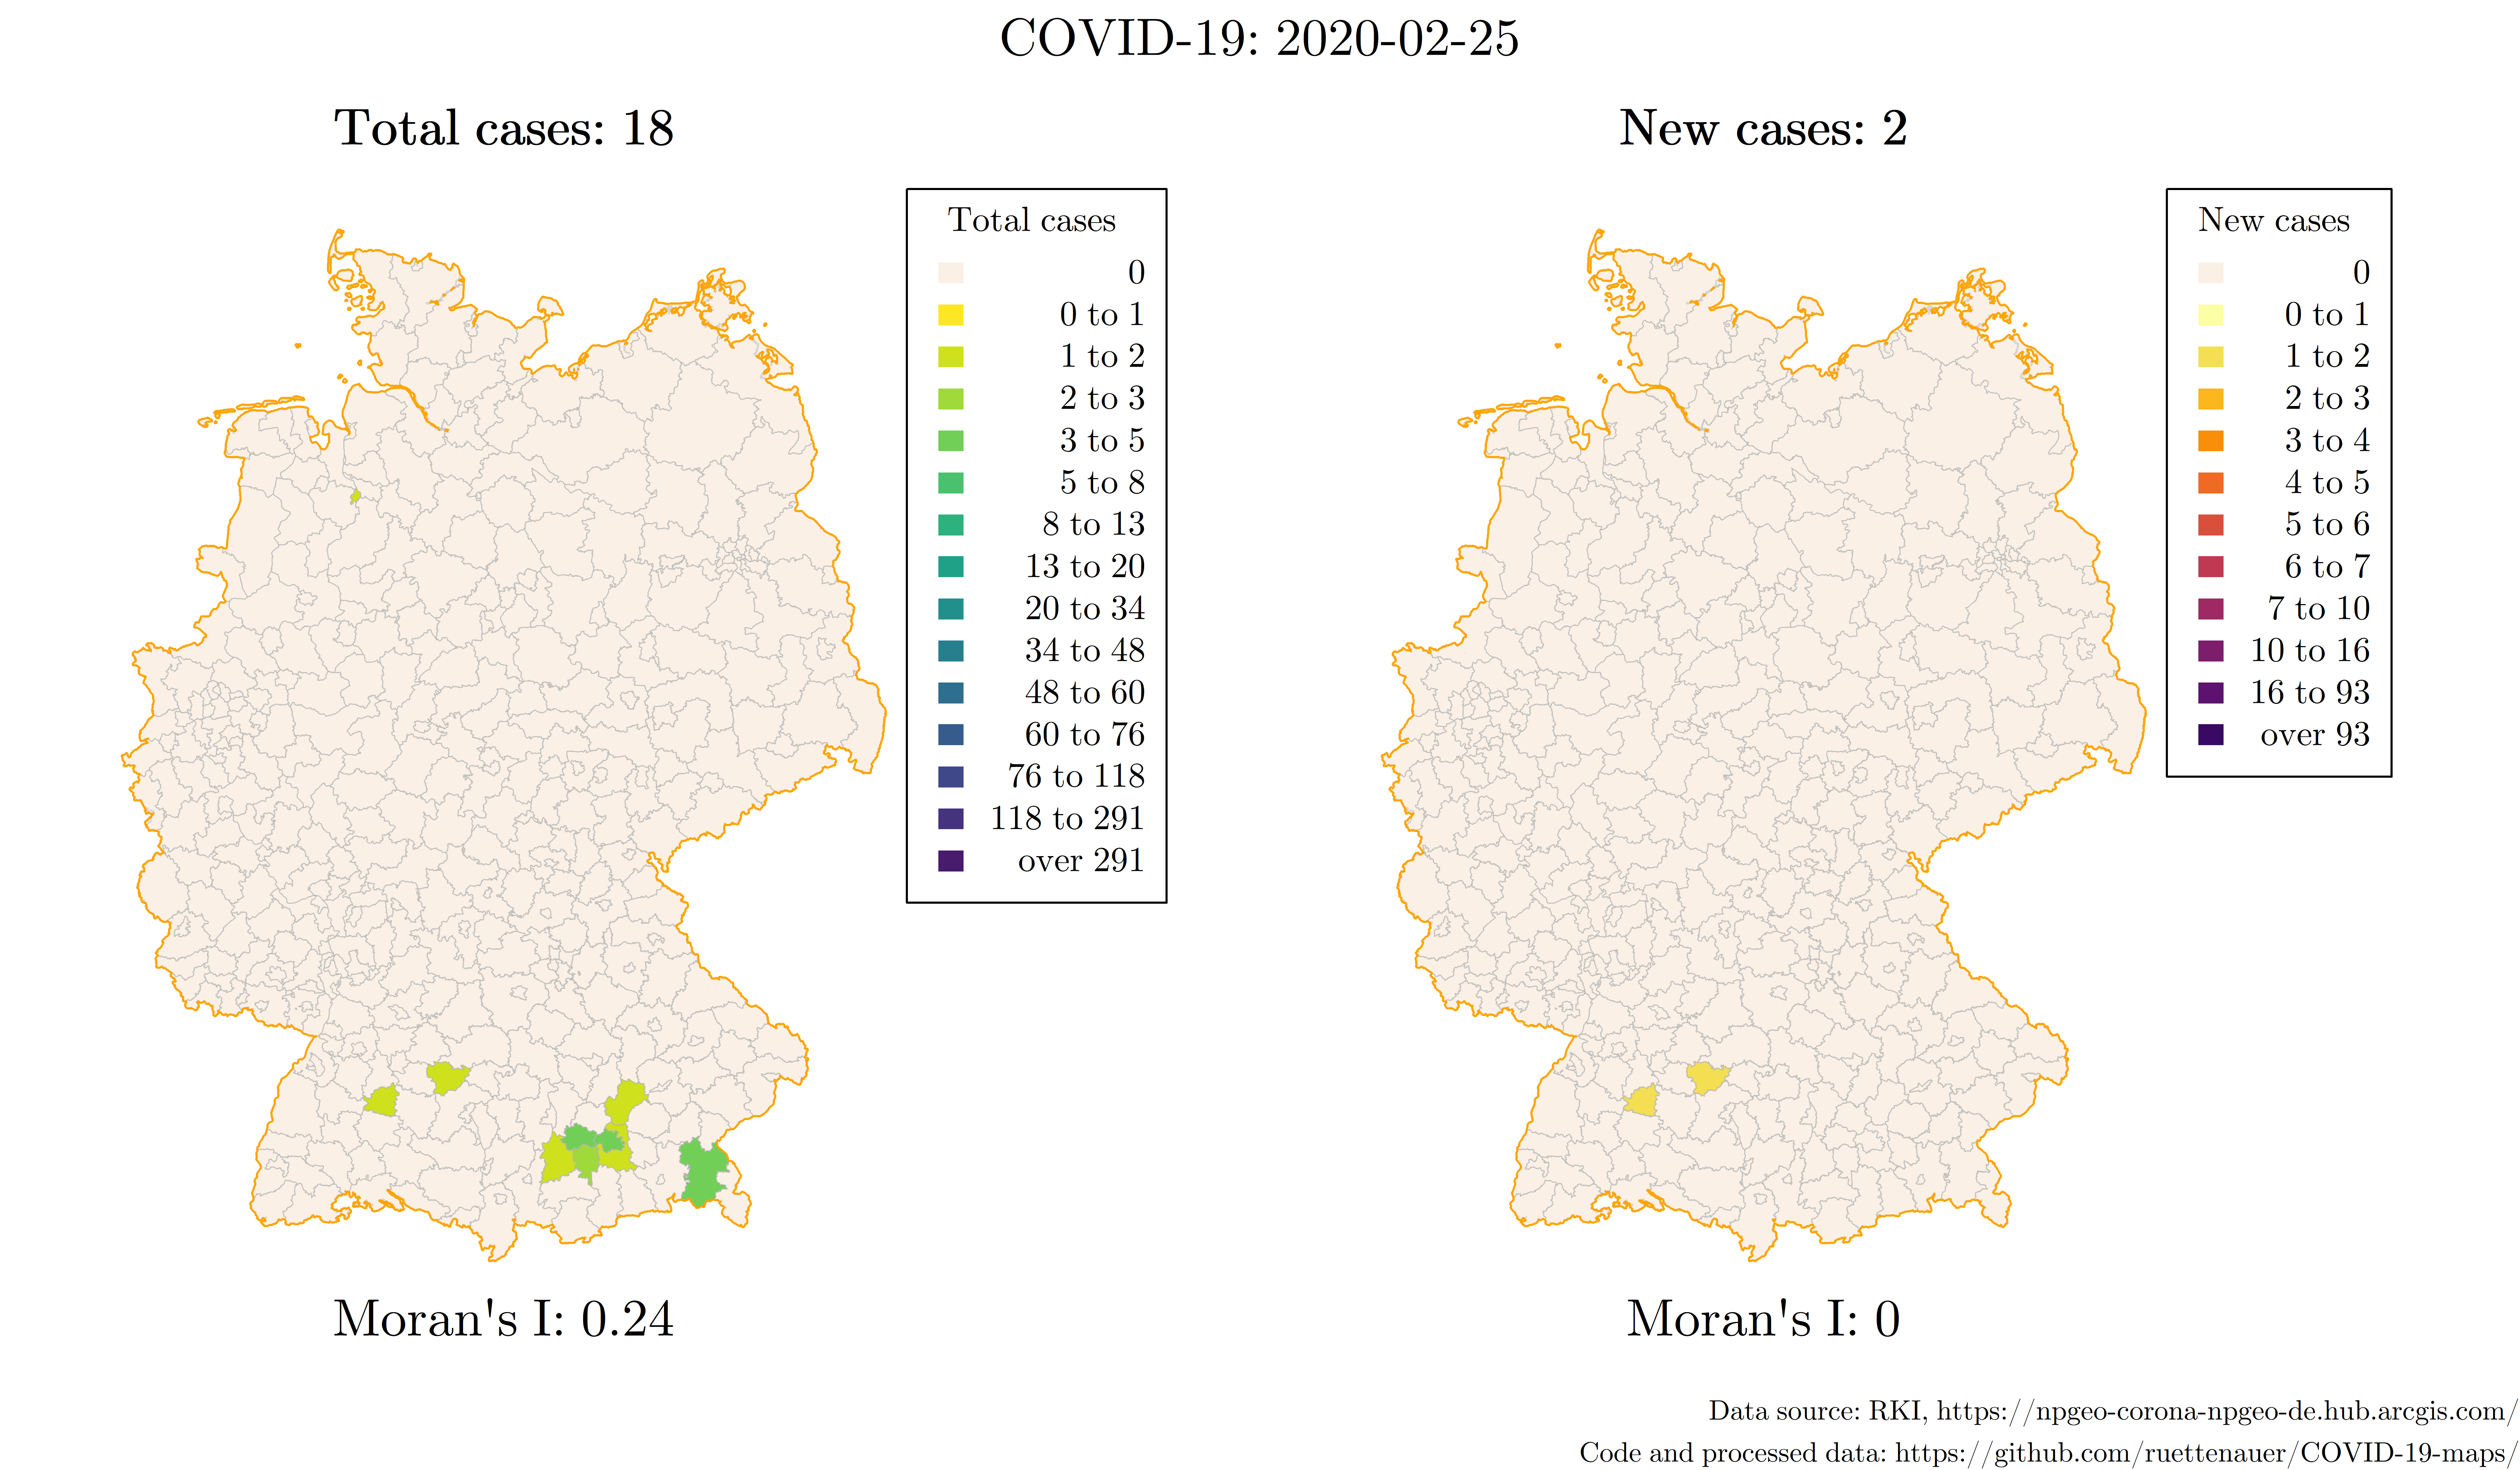 COVID-19: 2020-02-25
Total cases: 18
Total cases
0
0 to 1
1 to 2
2 to 3
3 to 5
5 to 8
8 to 13
13 to 20
20 to 34
34 to 48
48 to 60
60 to 76
76 to 118
118 to 291
over 291
Moran's I: 0.24
New cases: 2
New cases
0
0 to 1
1 to 2
2 to 3
3 to 4
4 to 5
5 to 6
6 to 7
7 to 10
10 to 16
16 to 93
over 93
Moran's I: 0
Data source: RKI, https://npgeo-corona-npgeo-de.hub.arcgis.com/
Code and processed data: https://github.com/ruettenauer/COVID-19-maps/